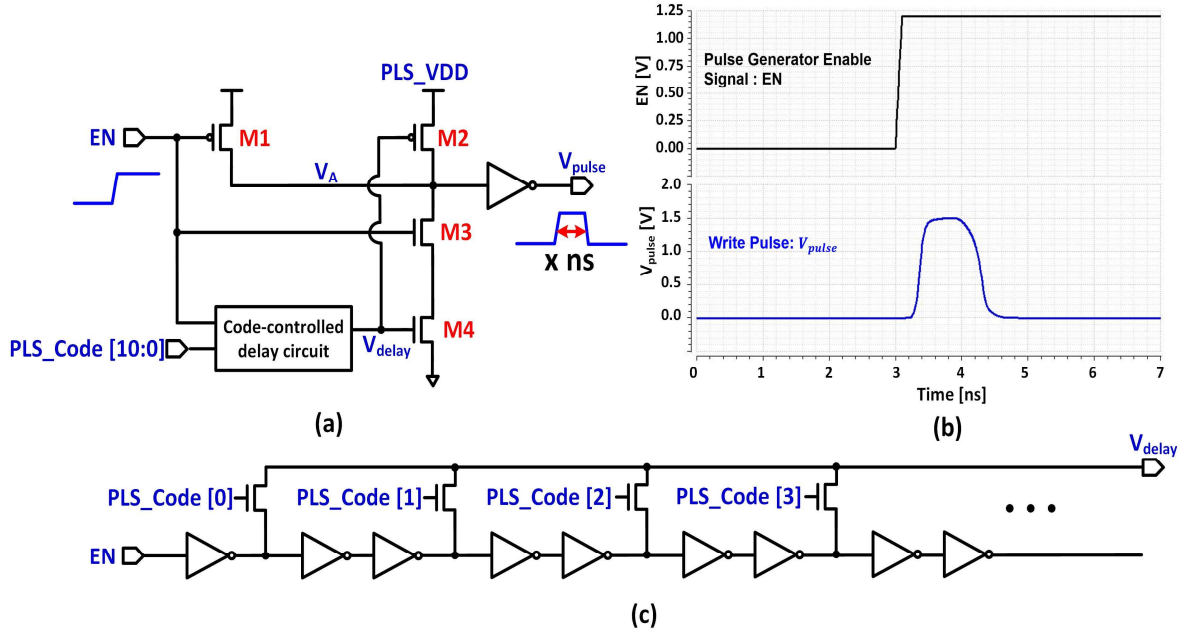 PLS_VDD
EN
M1
M2
V_A
V_pulse
M3
x ns
Code-controlled
delay circuit
PLS_Code [10:0]
V_delay
M4
(a)
EN [V]
1.25
1.00
0.75
0.50
0.25
0.00
Pulse Generator Enable
Signal : EN
V_pulse [V]
2.0
1.5
1.0
0.5
0.0
Write Pulse: V_pulse
0 1 2 3 4 5 6 7
Time [ns]
(b)
V_delay
PLS_Code [0]
PLS_Code [1]
PLS_Code [2]
PLS_Code [3]
EN
(c)